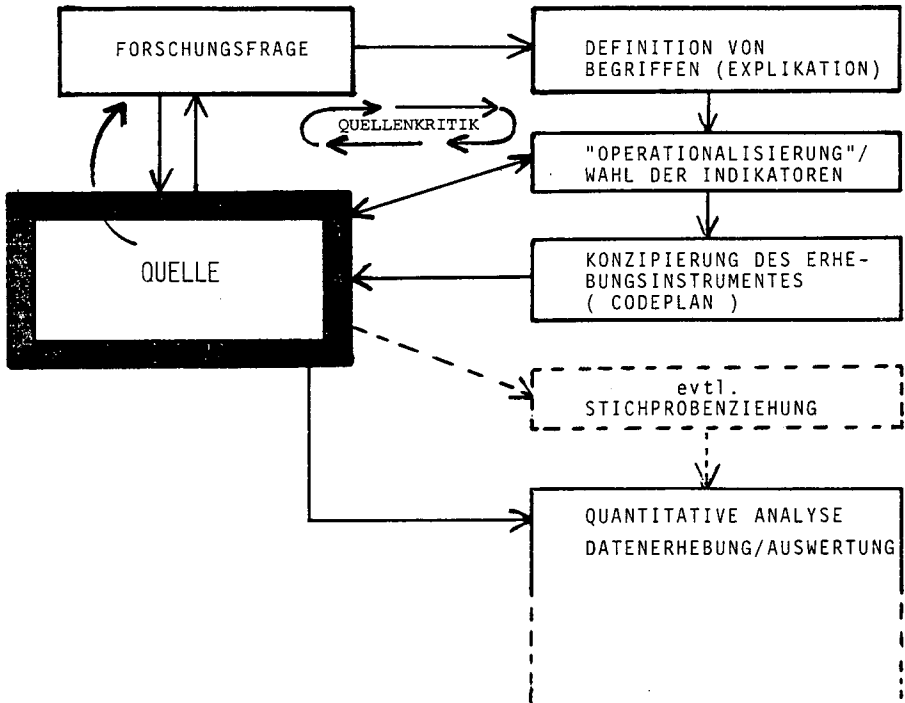 FORSCHUNGSFRAGE
DEFINITION VON
BEGRIFFEN (EXPLIKATION)
QUELLENKRITIK
"OPERATIONALISIERUNG"/
WAHL DER INDIKATOREN
QUELLE
KONZIPIERUNG DES ERHE-
BUNGSINSTRUMENTES
( CODEPLAN )
evtl.
STICHPROBENZIEHUNG
QUANTITATIVE ANALYSE
DATENERHEBUNG/AUSWERTUNG